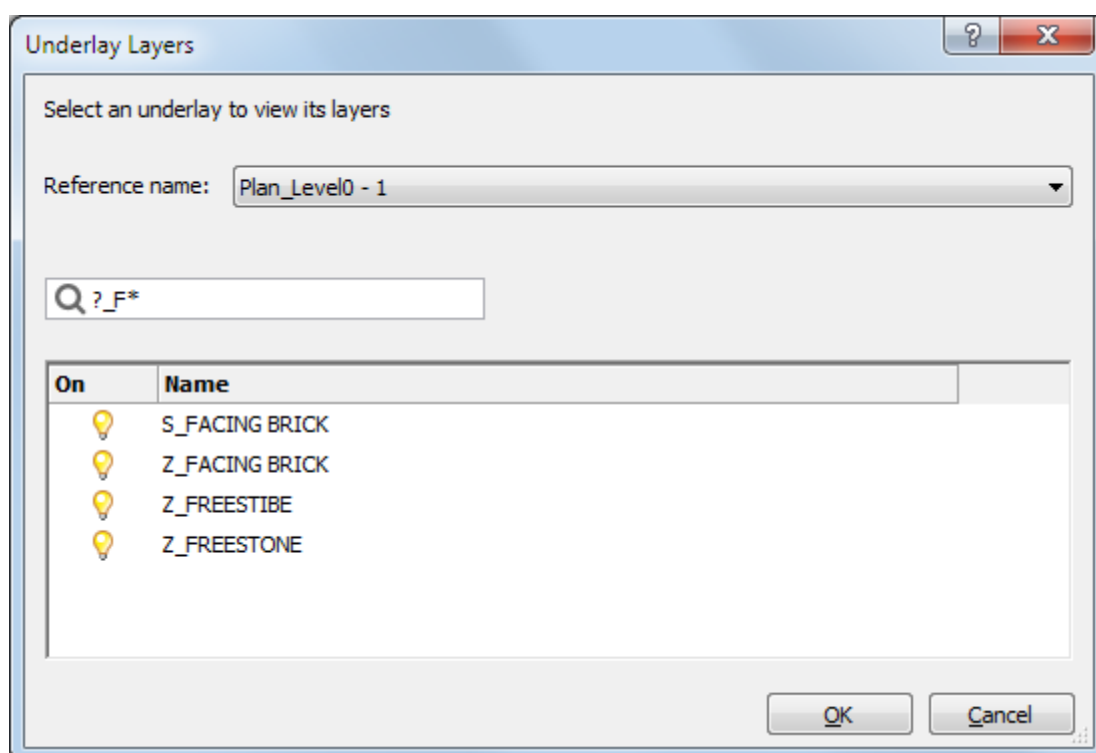 Underlay Layers
Select an underlay to view its layers
Reference name: Plan_Level0 - 1
?_F*
On Name
S_FACING BRICK
Z_FACING BRICK
Z_FREESTIBE
Z_FREESTONE
OK Cancel